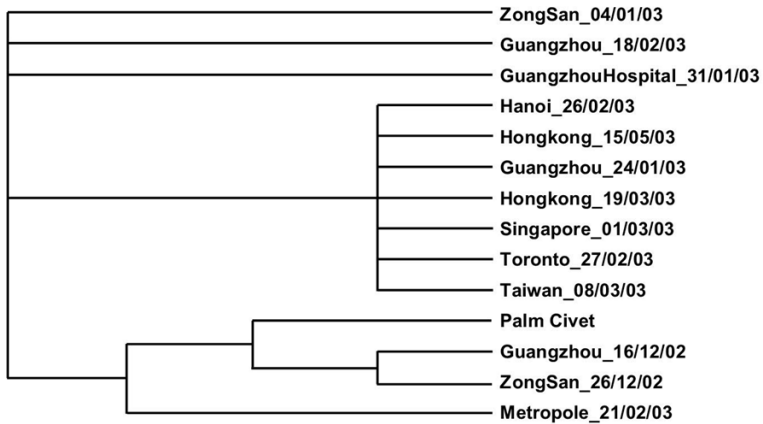 ZongSan_04/01/03
Guangzhou_18/02/03
GuangzhouHospital_31/01/03
Hanoi_26/02/03
Hongkong_15/05/03
Guangzhou_24/01/03
Hongkong_19/03/03
Singapore_01/03/03
Toronto_27/02/03
Taiwan_08/03/03
Palm Civet
Guangzhou_16/12/02
ZongSan_26/12/02
Metropole_21/02/03